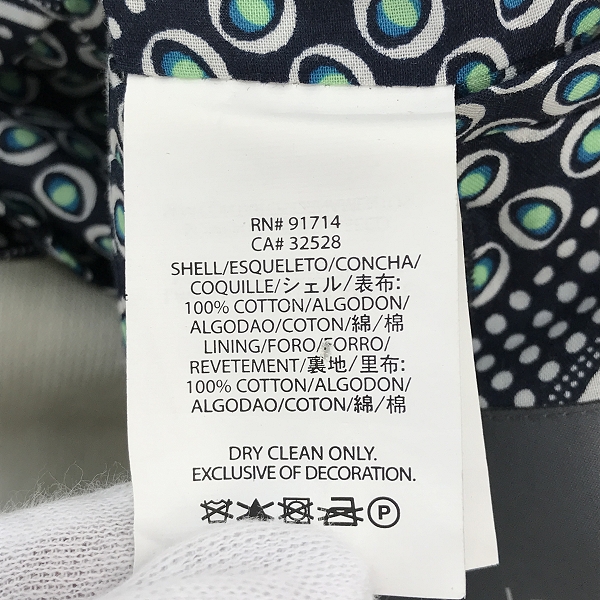 RN# 91714
CA# 32528
SHELL/ESQUELETO/CONCHA/
COQUILLE/シェル/表布:
100% COTTON/ALGODON/
ALGODAO/COTON/綿/棉
LINING/FORO/FORRO/
REVETEMENT/裏地/里布:
100% COTTON/ALGODON/
ALGODAO/COTON/綿/棉
DRY CLEAN ONLY.
EXCLUSIVE OF DECORATION.
P